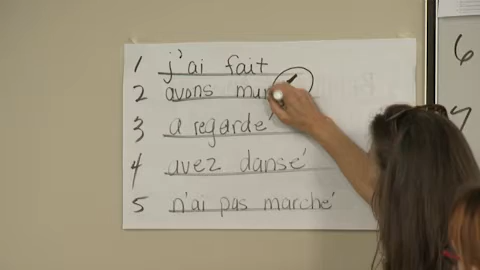 1 j'ai fait
2 avons
3 a regardé
4 avez dansé
5 n'ai pas marché
6
7